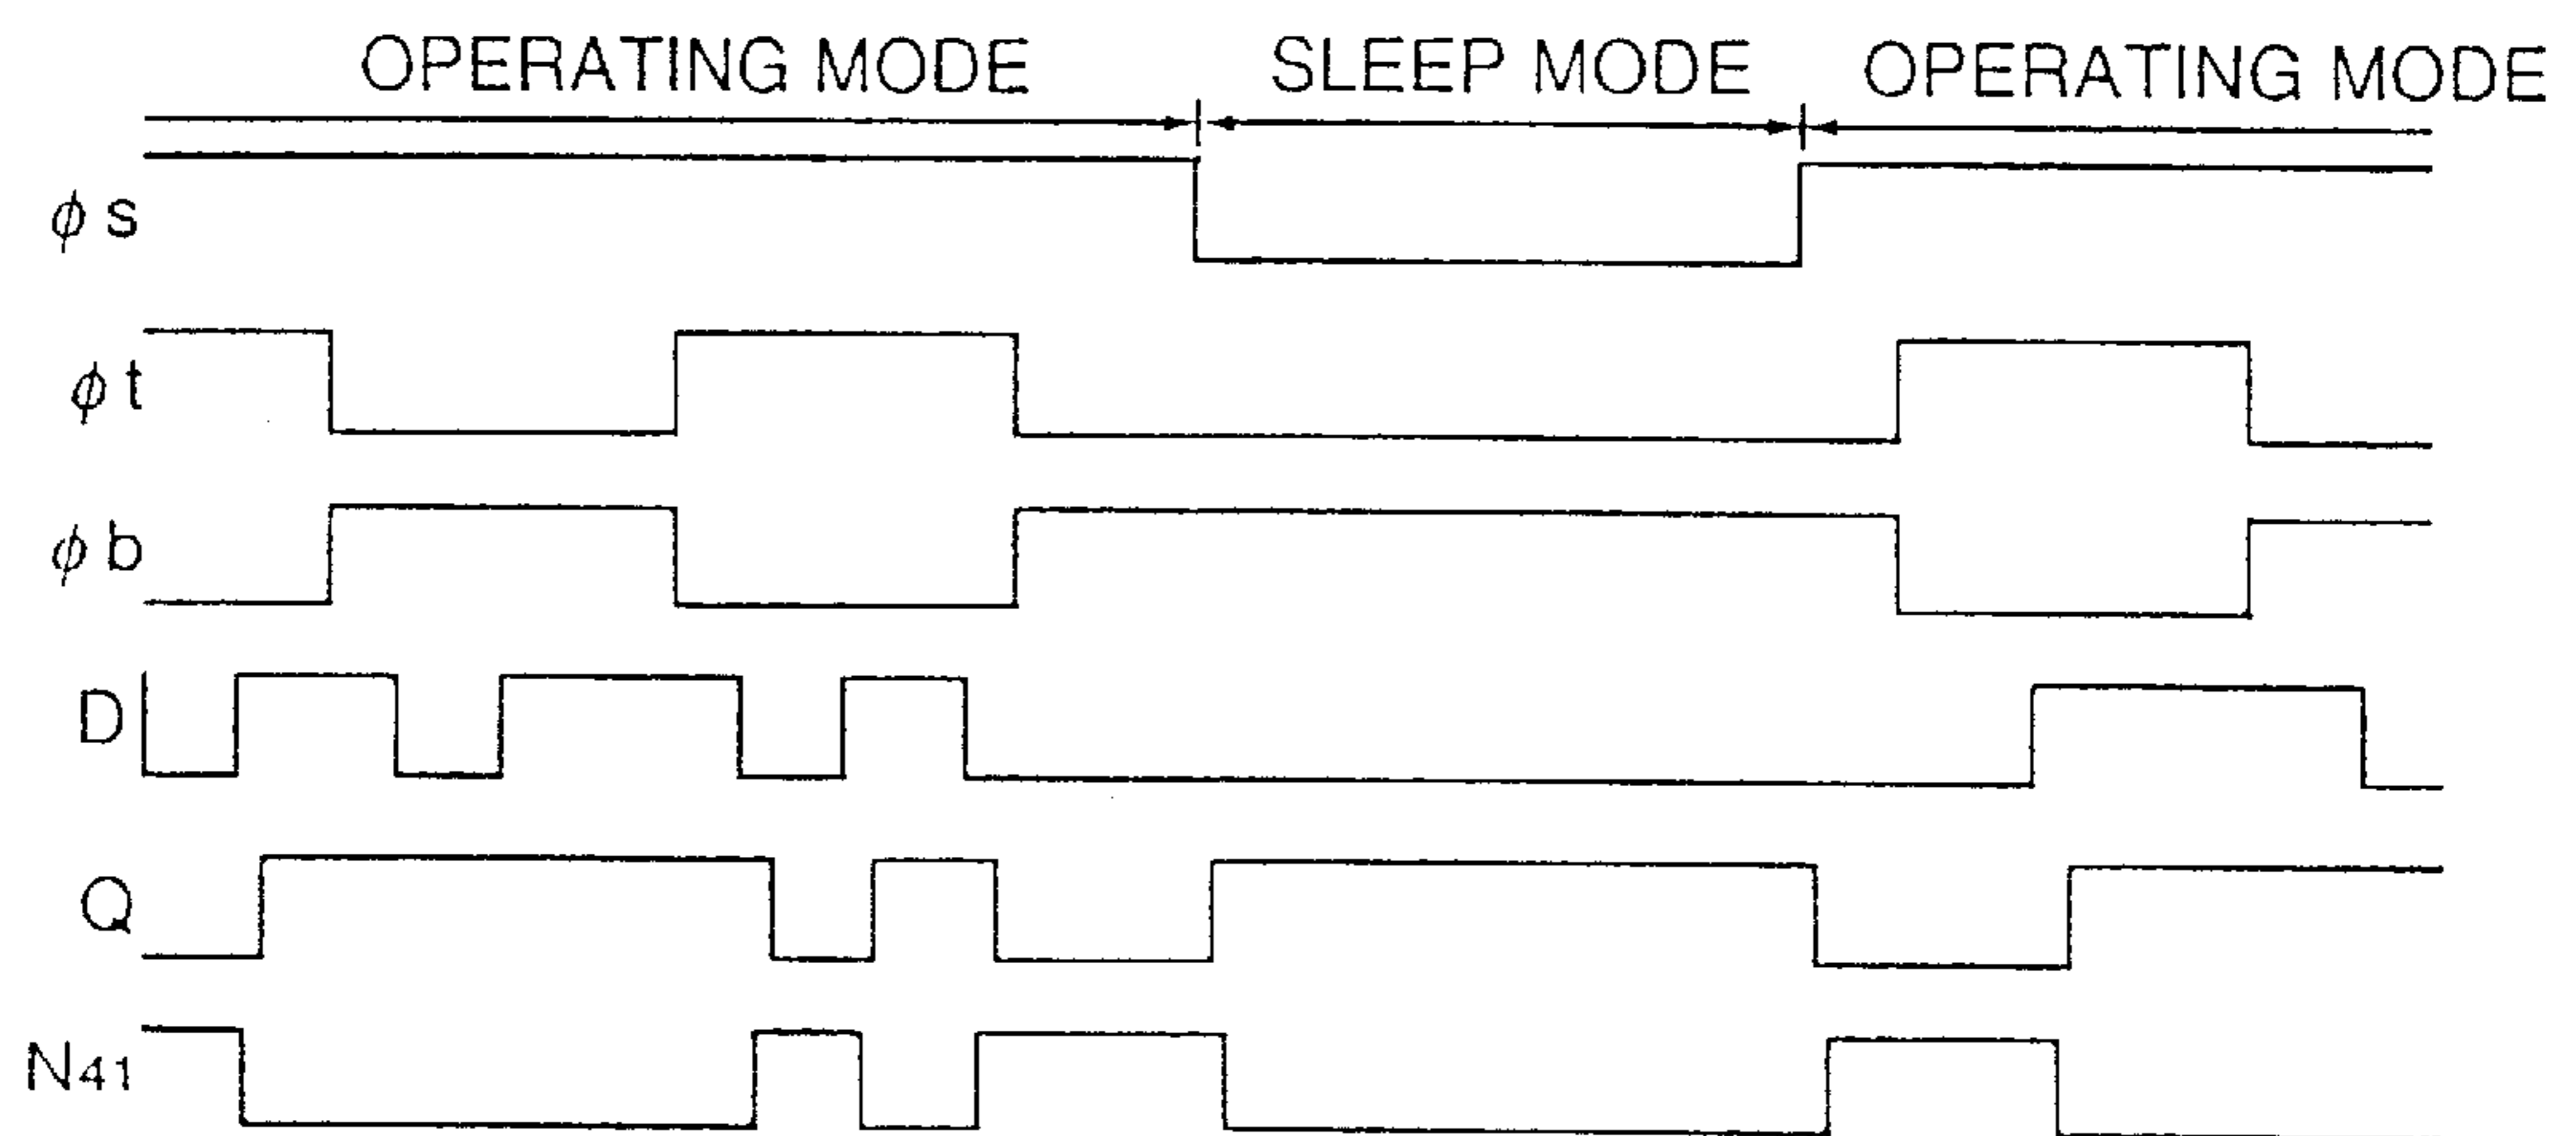 OPERATING MODE SLEEP MODE OPERATING MODE
ϕ s
ϕ t
ϕ b
D
Q
N41